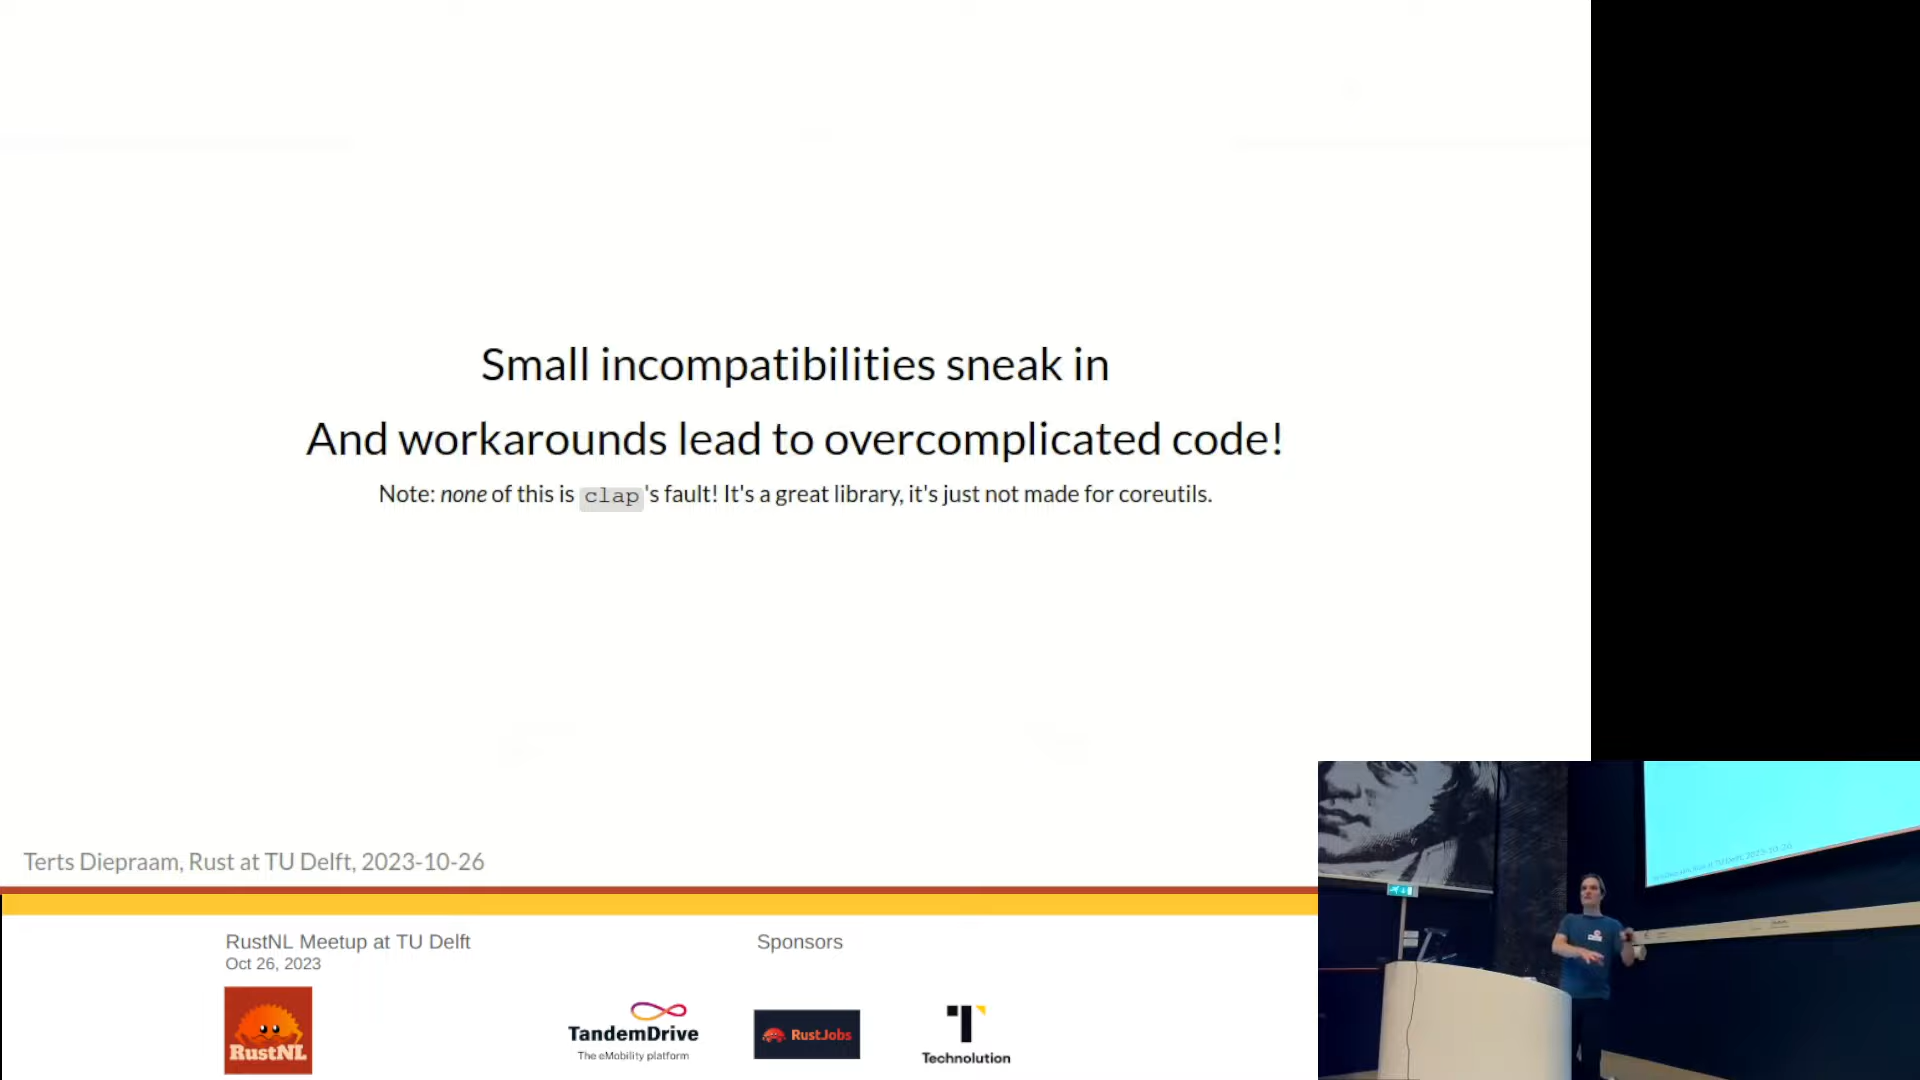 Small incompatibilities sneak in
And workarounds lead to overcomplicated code!
Note: none of this is clap's fault! It's a great library, it's just not made for coreutils.
Terts Diepraam, Rust at TU Delft, 2023-10-26
RustNL Meetup at TU Delft
Oct 26, 2023
Sponsors
RustNL
TandemDrive
The eMobility platform
RustJobs
Technolution